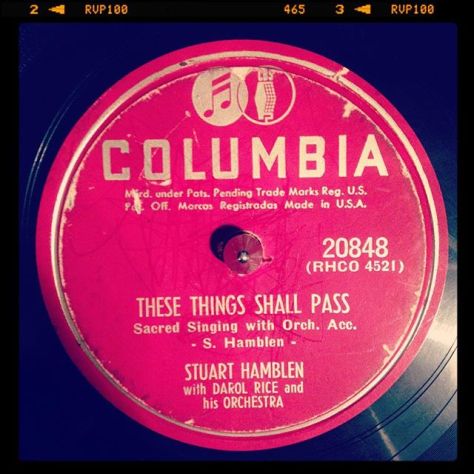 2 RVP100 465 3 RVP100
COLUMBIA
Mfrd. under Pats. Pending Trade Marks Reg. U.S.
Pat. Off. Marcas Registradas Made in U.S.A.
20848
(RHCO 4521)
THESE THINGS SHALL PASS
Sacred Singing with Orch. Acc.
- S. Hamblen -
STUART HAMBLEN
with DAROL RICE and
his ORCHESTRA